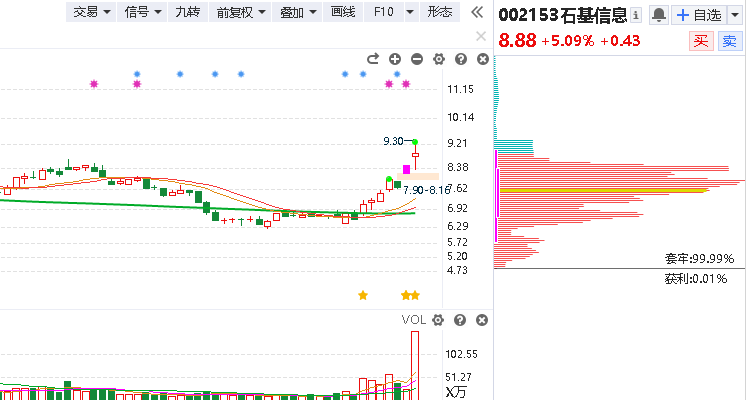 交易 信号 九转 前复权 叠加 画线 F10 形态
002153石基信息 自选
8.88 +5.09% +0.43 买 卖
11.15
10.14
9.30
9.21
8.38
7.90-8.16
7.62
6.92
6.29
5.72
5.20
4.73
套牢:99.99%
获利:0.01%
VOL
102.55
51.27
X万